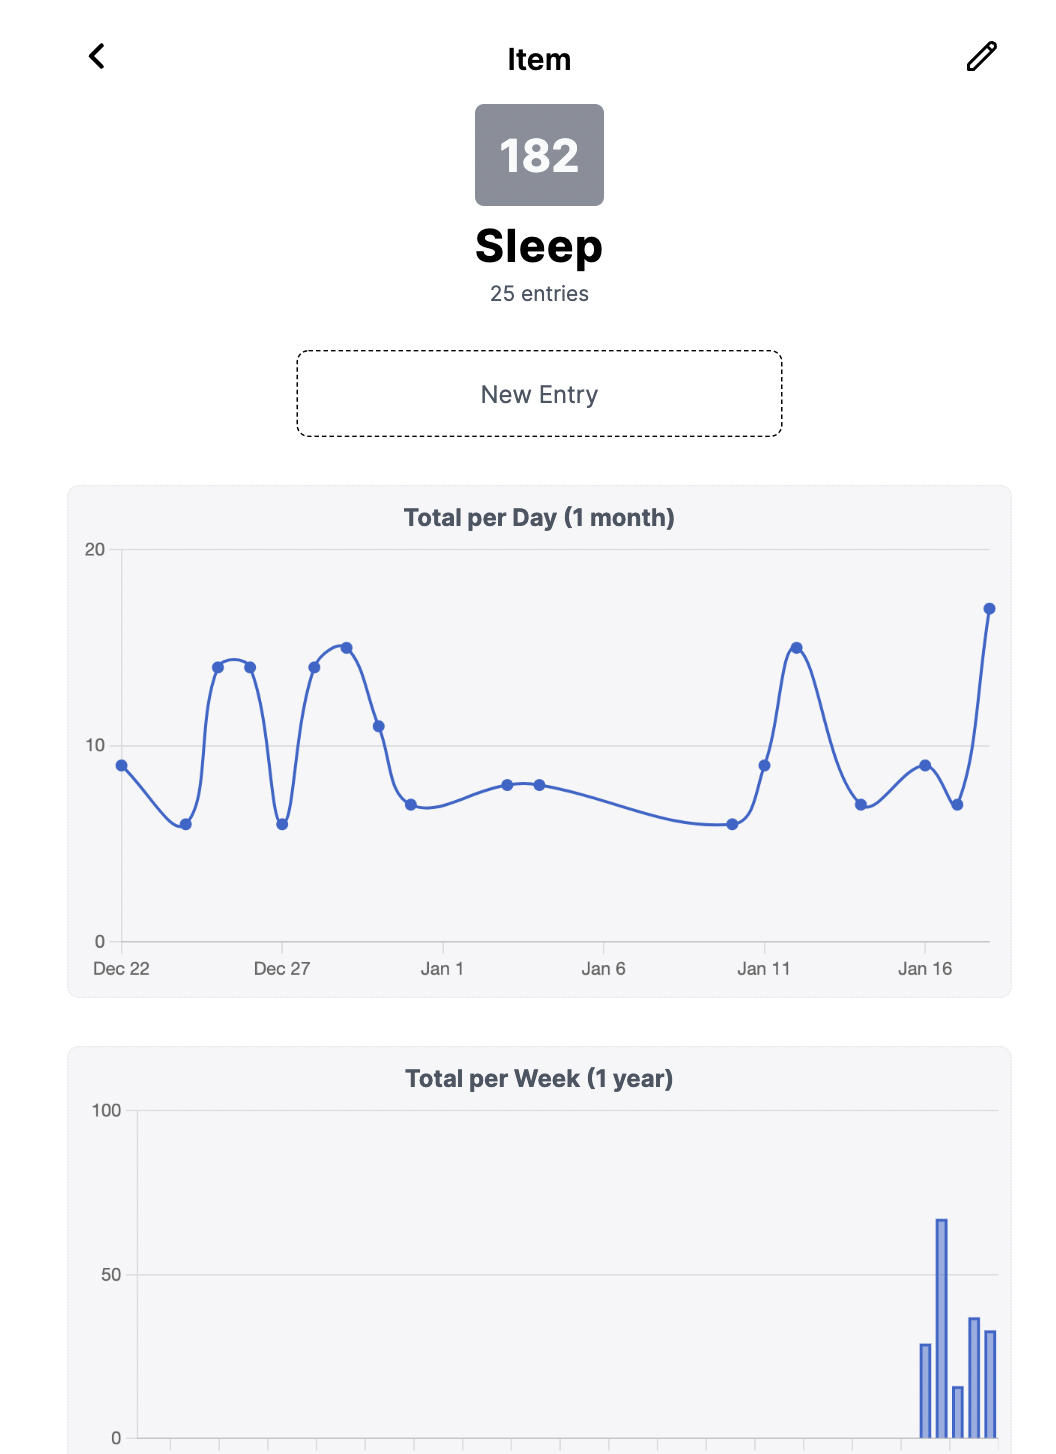 Item
182
Sleep
25 entries
New Entry
Total per Day (1 month)
20
10
0
Dec 22 Dec 27 Jan 1 Jan 6 Jan 11 Jan 16
Total per Week (1 year)
100
50
0